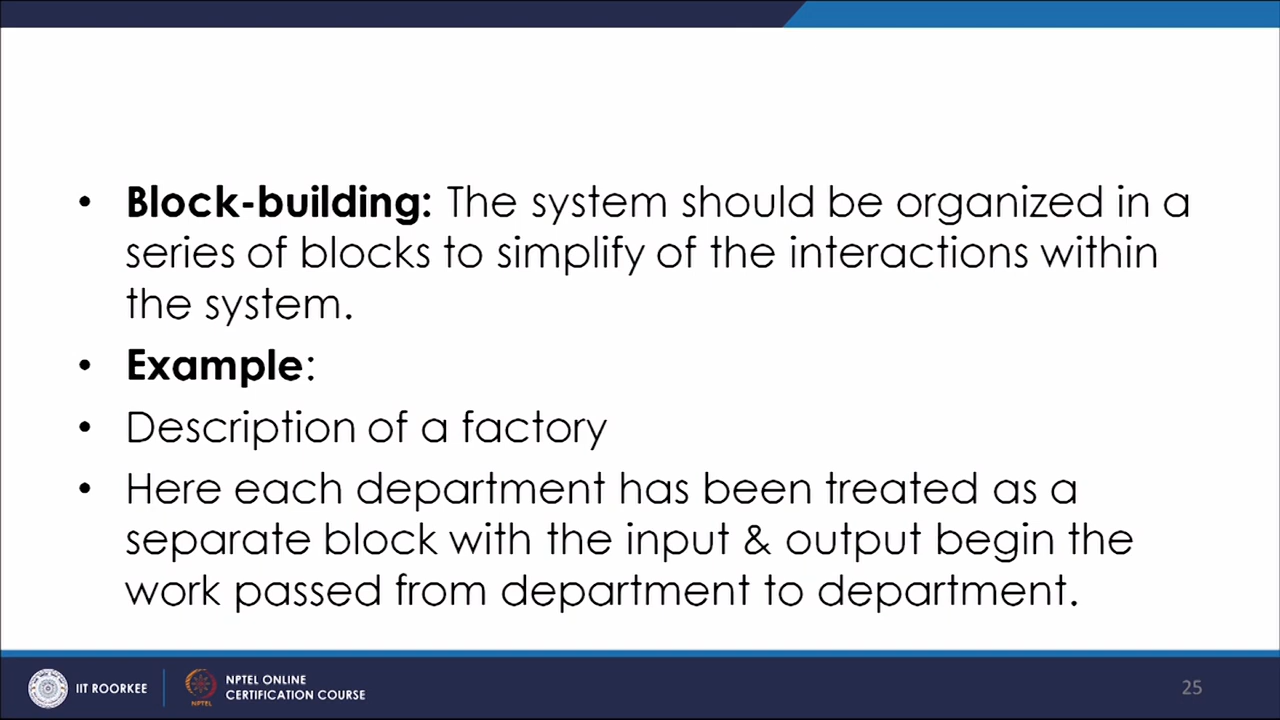 • Block-building: The system should be organized in a
series of blocks to simplify of the interactions within
the system.
• Example:
• Description of a factory
• Here each department has been treated as a
separate block with the input & output begin the
work passed from department to department.
IIT ROORKEE
NPTEL
NPTEL ONLINE
CERTIFICATION COURSE
25